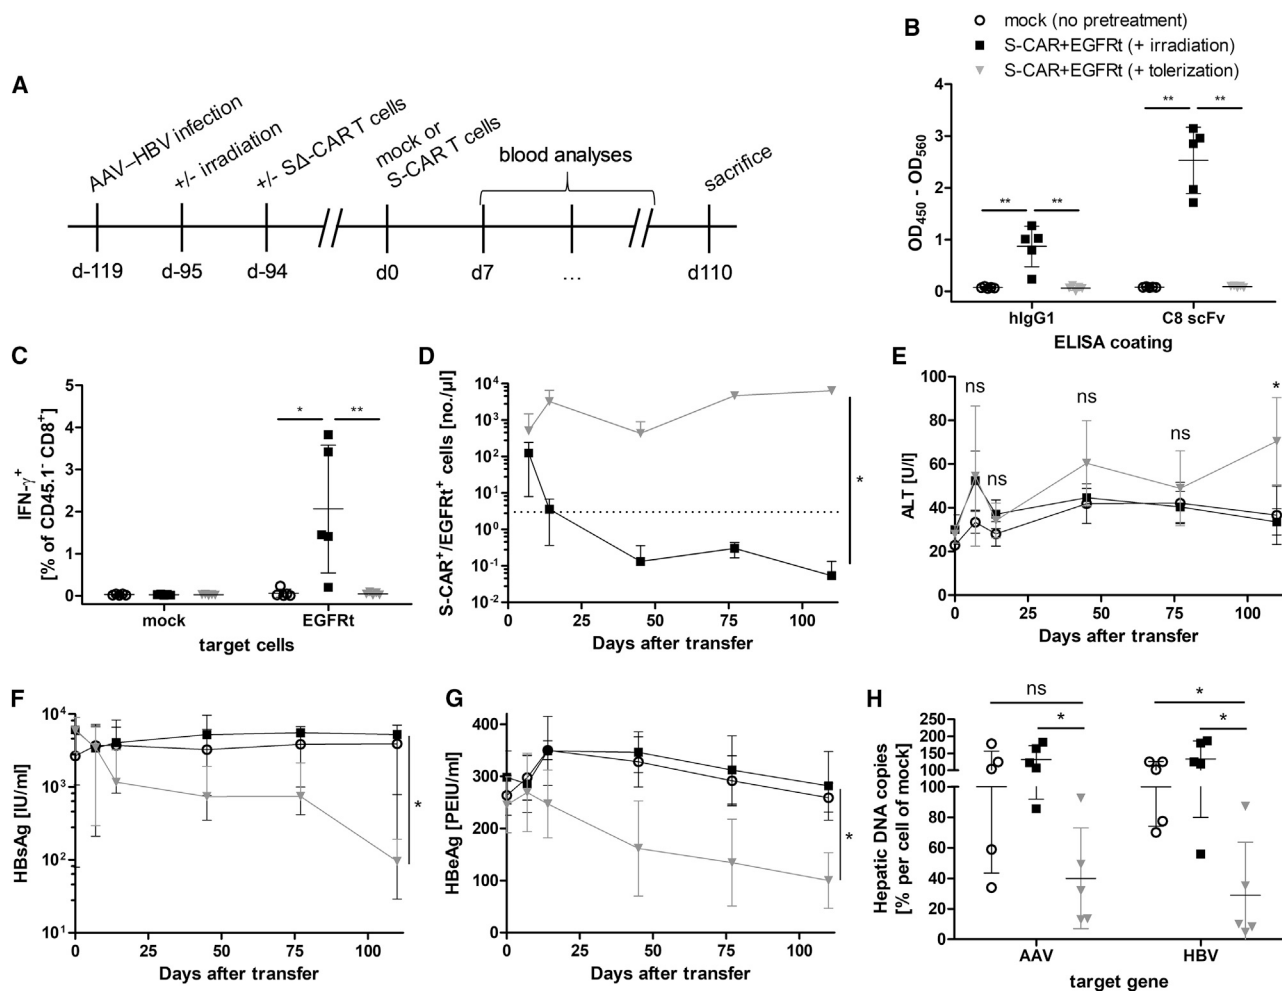 A
AAV–HBV infection
+/- irradiation
+/- SΔ-CAR T cells
mock or
S-CAR T cells
blood analyses
sacrifice
d-119
d-95
d-94
d0
d7
...
d110
B
mock (no pretreatment)
S-CAR+EGFRt (+ irradiation)
S-CAR+EGFRt (+ tolerization)
OD450 - OD560
4
3
2
1
0
**
**
**
**
hIgG1
C8 scFv
ELISA coating
C
IFN-γ+
[% of CD45.1- CD8+]
5
4
3
2
1
0
*
**
mock
EGFRt
target cells
D
S-CAR+/EGFRt+ cells [no./µl]
10^4
10^3
10^2
10^1
10^0
10^-1
10^-2
*
0
25
50
75
100
Days after transfer
E
ALT [U/l]
100
80
60
40
20
0
ns
ns
ns
ns
*
0
25
50
75
100
Days after transfer
F
HBsAg [IU/ml]
10^4
10^3
10^2
10^1
*
0
25
50
75
100
Days after transfer
G
HBeAg [PEIU/ml]
400
300
200
100
0
*
0
25
50
75
100
Days after transfer
H
Hepatic DNA copies
[% per cell of mock]
250
200
150
100
100
80
60
40
20
0
ns
*
*
*
AAV
HBV
target gene